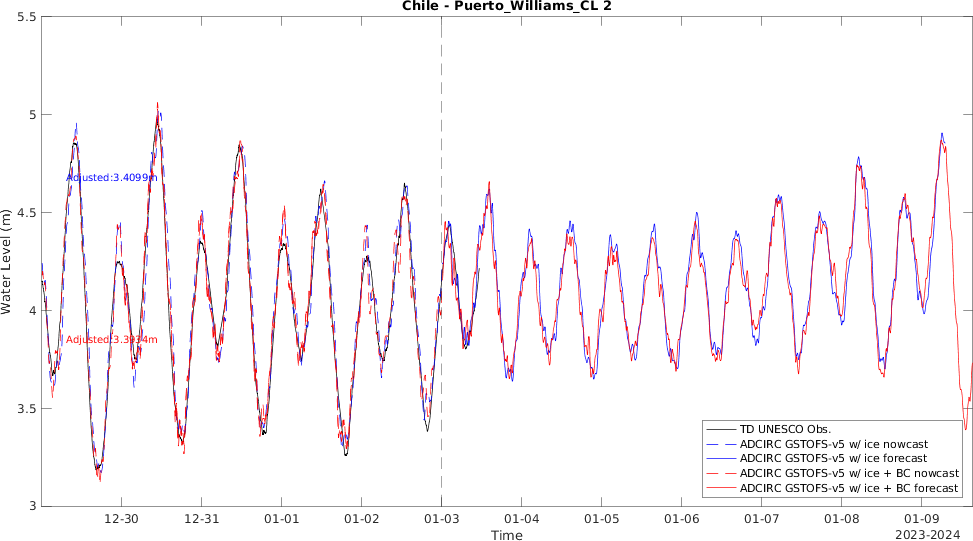 Chile - Puerto_Williams_CL 2
5.5
5
4.5
4
3.5
3
Water Level (m)
Adjusted:3.4099m
Adjusted:3.3934m
TD UNESCO Obs.
ADCIRC GSTOFS-v5 w/ ice nowcast
ADCIRC GSTOFS-v5 w/ ice forecast
ADCIRC GSTOFS-v5 w/ ice + BC nowcast
ADCIRC GSTOFS-v5 w/ ice + BC forecast
12-30 12-31 01-01 01-02 01-03 01-04 01-05 01-06 01-07 01-08 01-09
Time
2023-2024